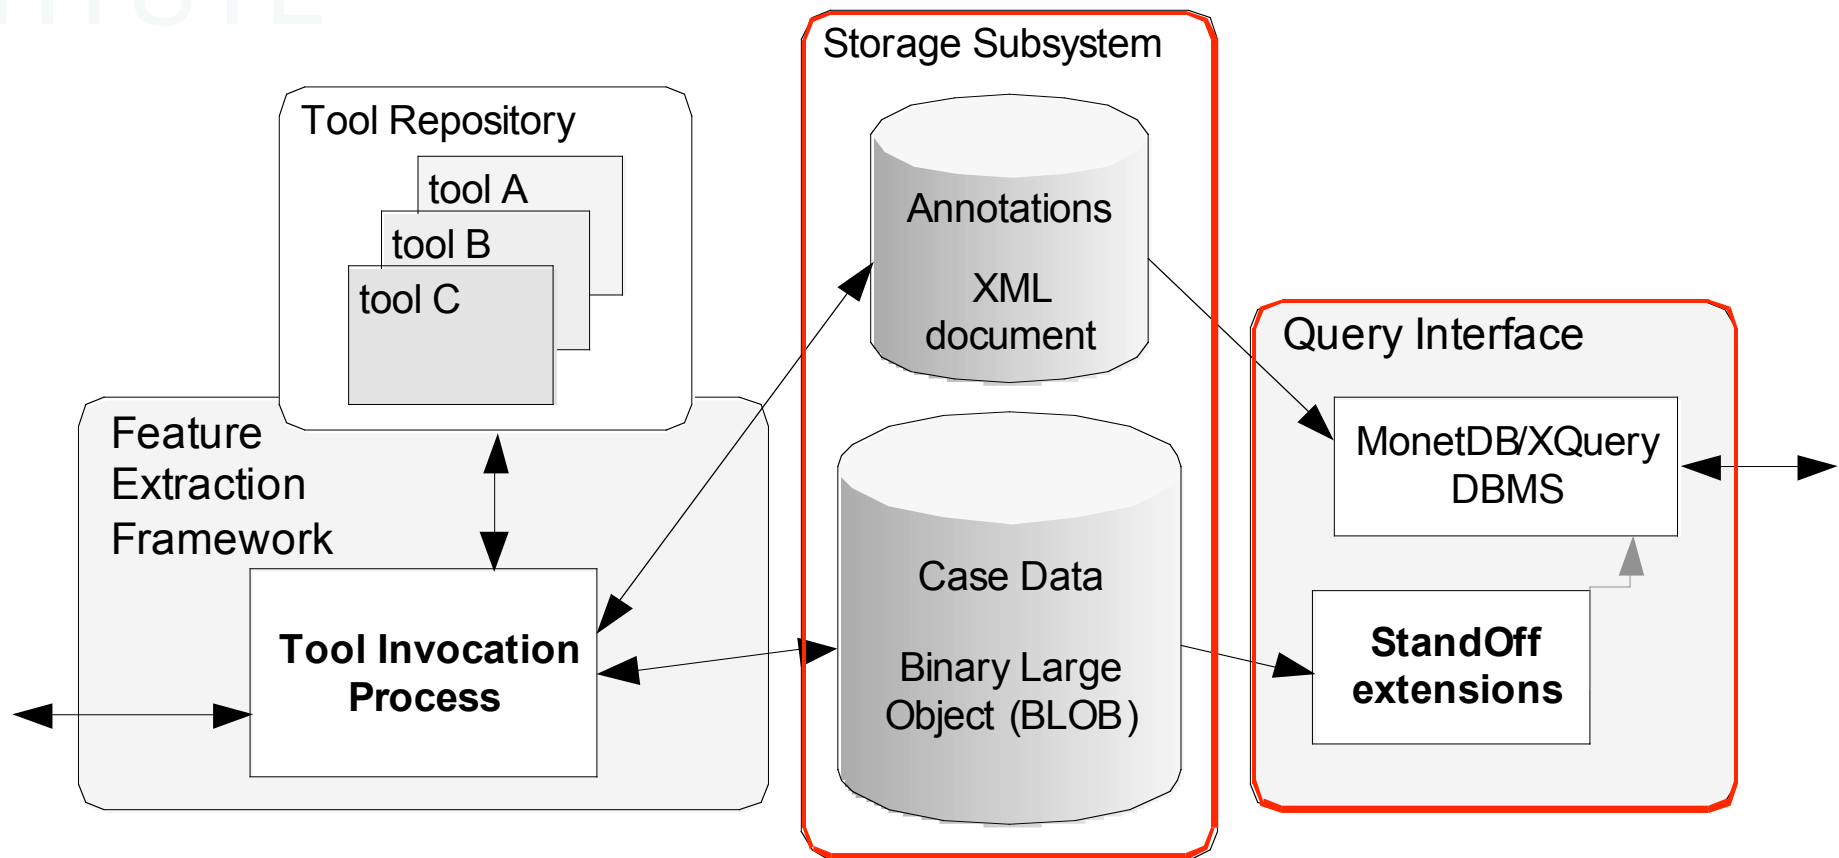 Storage Subsystem
Tool Repository
tool A
tool B
tool C
Annotations
XML
document
Query Interface
Feature
Extraction
Framework
MonetDB/XQuery
DBMS
Case Data
Tool Invocation
Process
Binary Large
Object (BLOB)
StandOff
extensions